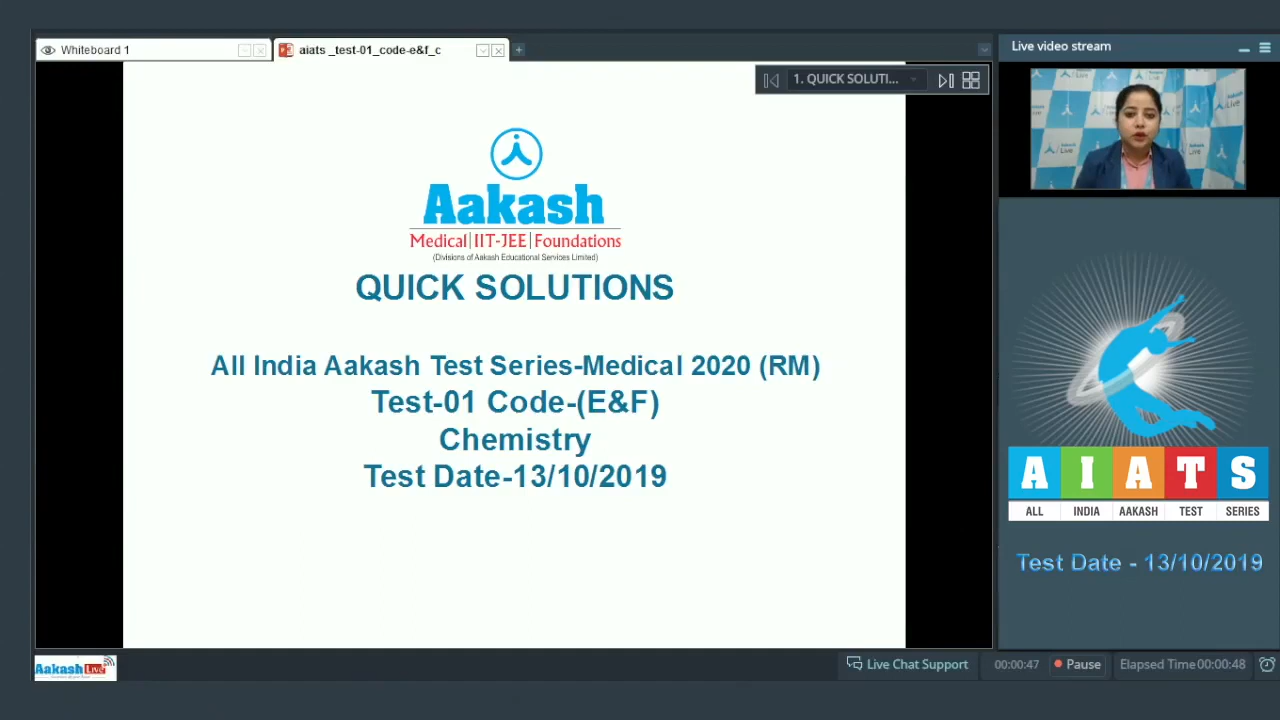 Whiteboard 1
aiats _test-01_code-e&f_c
1. QUICK SOLUTI...
Live video stream
Aakash
Medical|IIT-JEE|Foundations
(Divisions of Aakash Educational Services Limited)
QUICK SOLUTIONS
All India Aakash Test Series-Medical 2020 (RM)
Test-01 Code-(E&F)
Chemistry
Test Date-13/10/2019
A I A T S
ALL INDIA AAKASH TEST SERIES
Test Date - 13/10/2019
Aakash Live
Live Chat Support
00:00:47
Pause
Elapsed Time 00:00:48